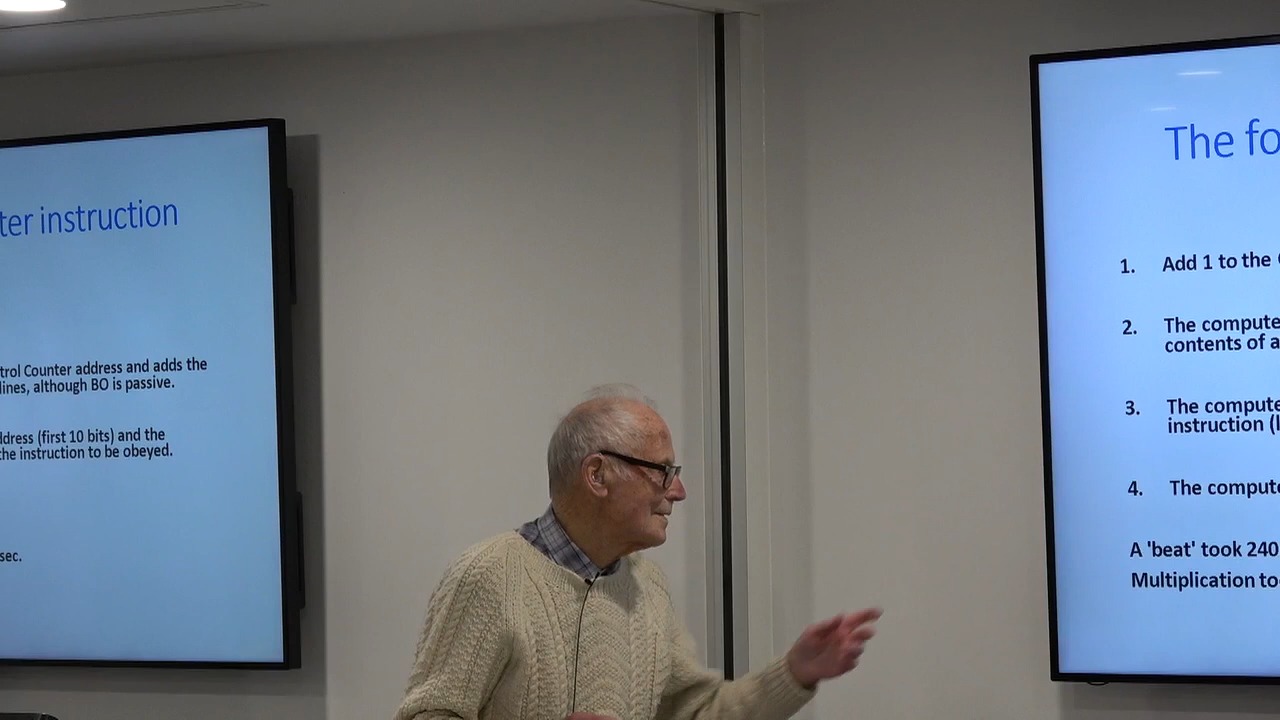 ter instruction
trol Counter address and adds the
lines, although BO is passive.
ddress (first 10 bits) and the
the instruction to be obeyed.
sec.
The fo
1. Add 1 to the
2. The compute
contents of a
3. The compute
instruction (l
4. The compute
A 'beat' took 240
Multiplication to